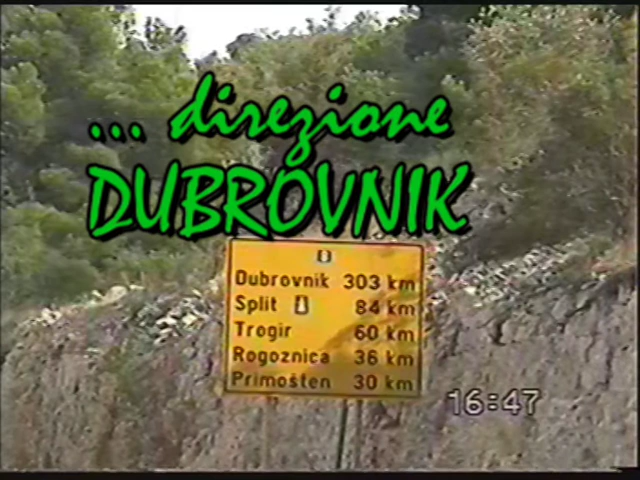 ... direzione
DUBROVNIK
8
Dubrovnik 303 km
Split 84 km
Trogir 60 km
Rogoznica 36 km
Primošten 30 km
16:47